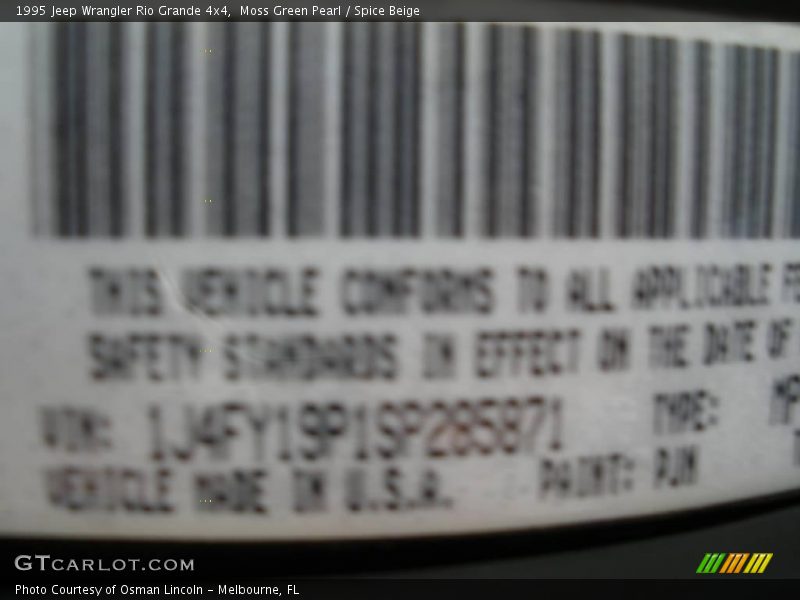 1995 Jeep Wrangler Rio Grande 4x4, Moss Green Pearl / Spice Beige
THIS VEHICLE CONFORMS TO ALL APPLICABLE
SAFETY STANDARDS IN EFFECT ON THE DATE OF
VIN: 1J4FY19P1SP285871 TYPE: MP
VEHICLE MADE IN U.S.A. PAINT: PJM
GTCARLOT.COM
Photo Courtesy of Osman Lincoln - Melbourne, FL